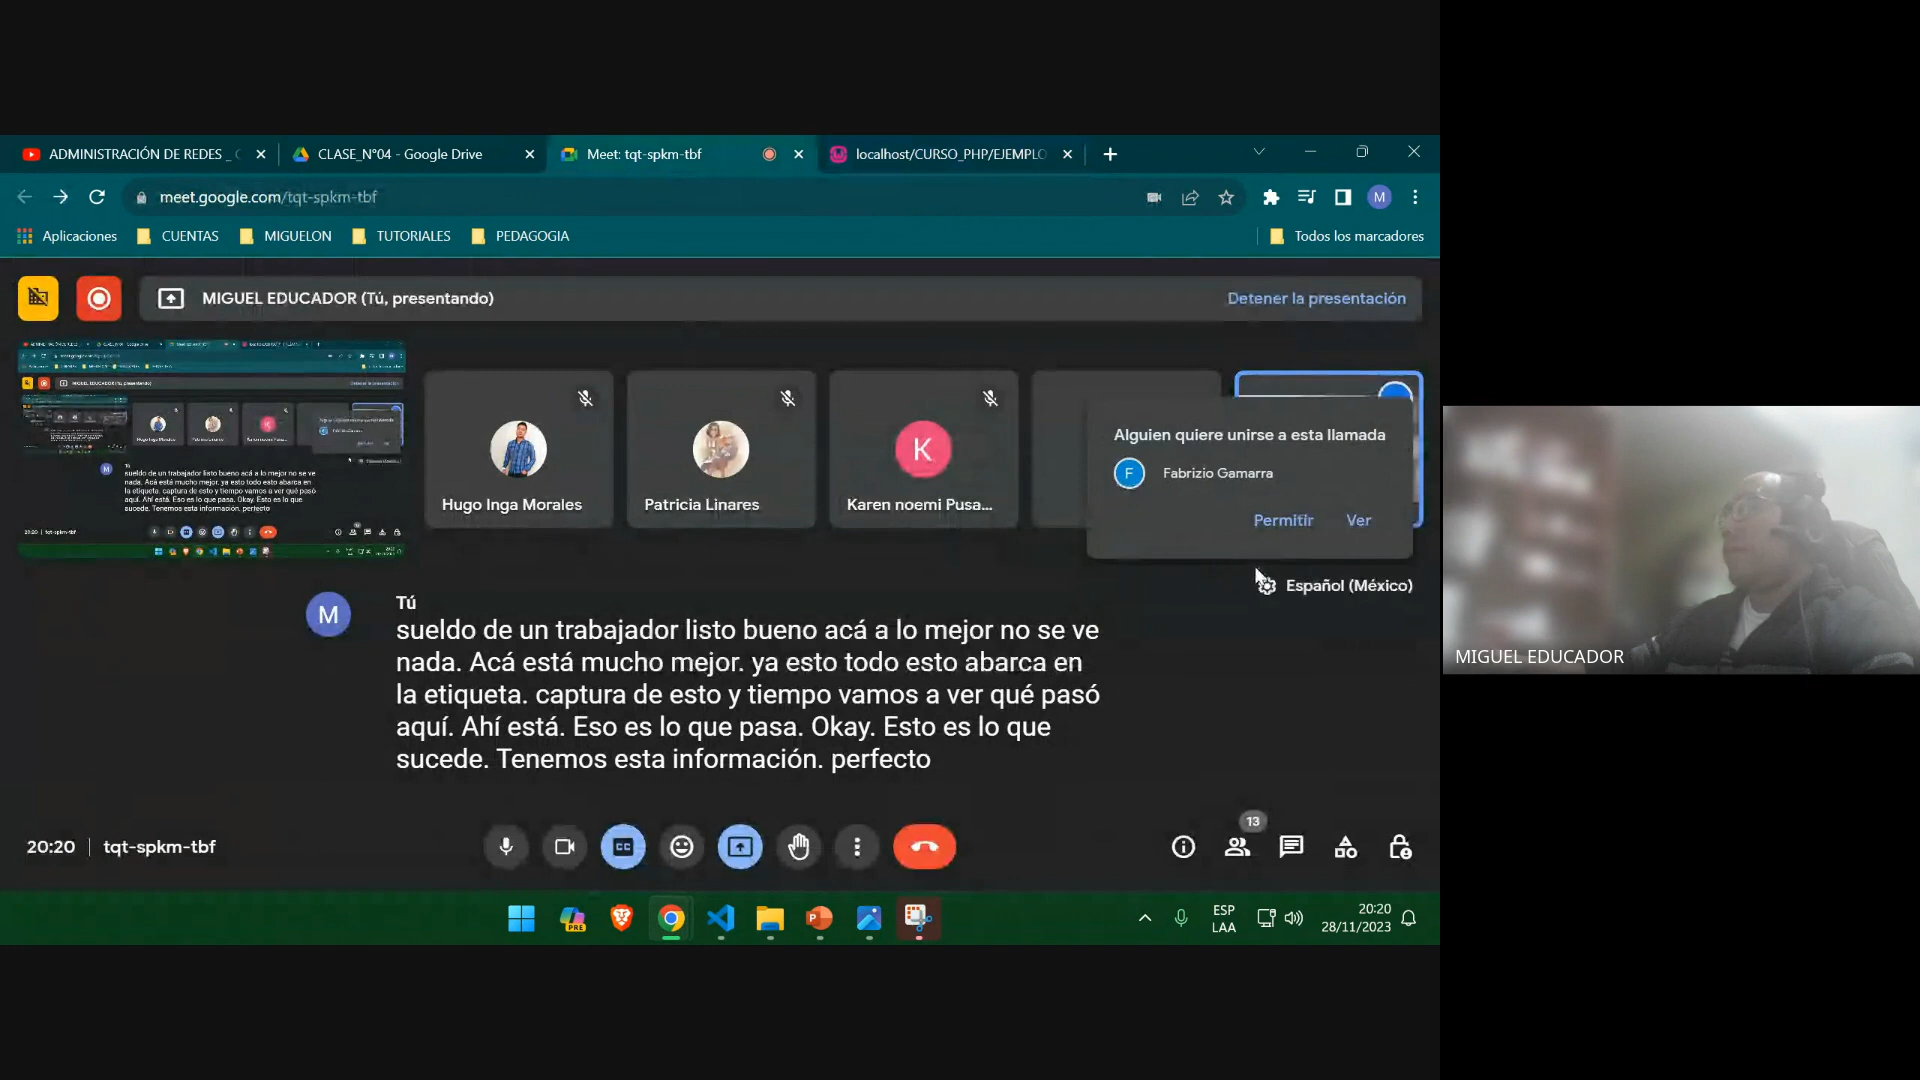 ADMINISTRACIÓN DE REDES _ C
CLASE_N°04 - Google Drive
Meet: tqt-spkm-tbf
localhost/CURSO_PHP/EJEMPLO
meet.google.com/tqt-spkm-tbf
M
Aplicaciones
CUENTAS
MIGUELON
TUTORIALES
PEDAGOGIA
Todos los marcadores
MIGUEL EDUCADOR (Tú, presentando)
Detener la presentación
Hugo Inga Morales
Patricia Linares
K
Karen noemi Pusa...
Alguien quiere unirse a esta llamada
F
Fabrizio Gamarra
Permitir
Ver
Español (México)
M
Tú
sueldo de un trabajador listo bueno acá a lo mejor no se ve
nada. Acá está mucho mejor. ya esto todo esto abarca en
la etiqueta. captura de esto y tiempo vamos a ver qué pasó
aquí. Ahí está. Eso es lo que pasa. Okay. Esto es lo que
sucede. Tenemos esta información. perfecto
20:20
tqt-spkm-tbf
CC
13
PRE
P
ESP
LAA
20:20
28/11/2023
MIGUEL EDUCADOR